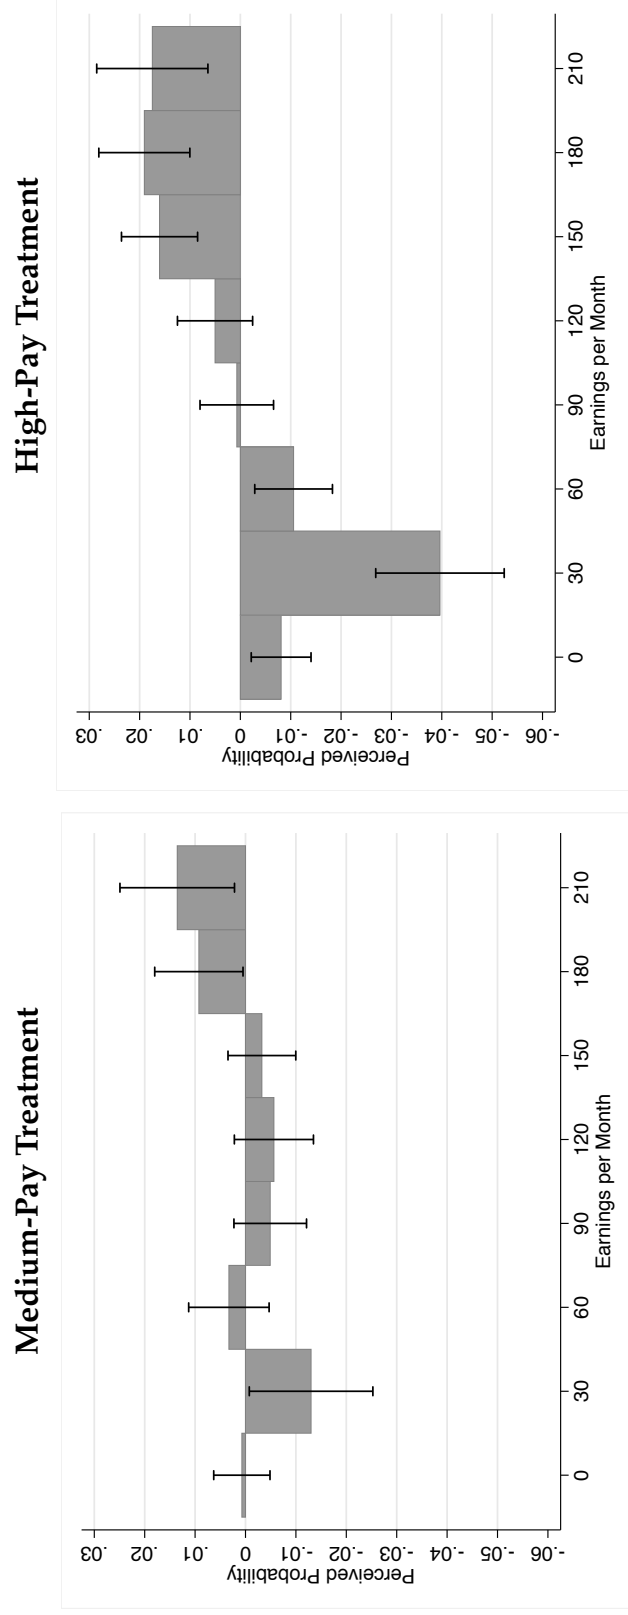 Medium-Pay Treatment
Perceived Probability
.03
.02
.01
0
-.01
-.02
-.03
-.04
-.05
-.06
0 30 60 90 120 150 180 210
Earnings per Month
High-Pay Treatment
Perceived Probability
.03
.02
.01
0
-.01
-.02
-.03
-.04
-.05
-.06
0 30 60 90 120 150 180 210
Earnings per Month